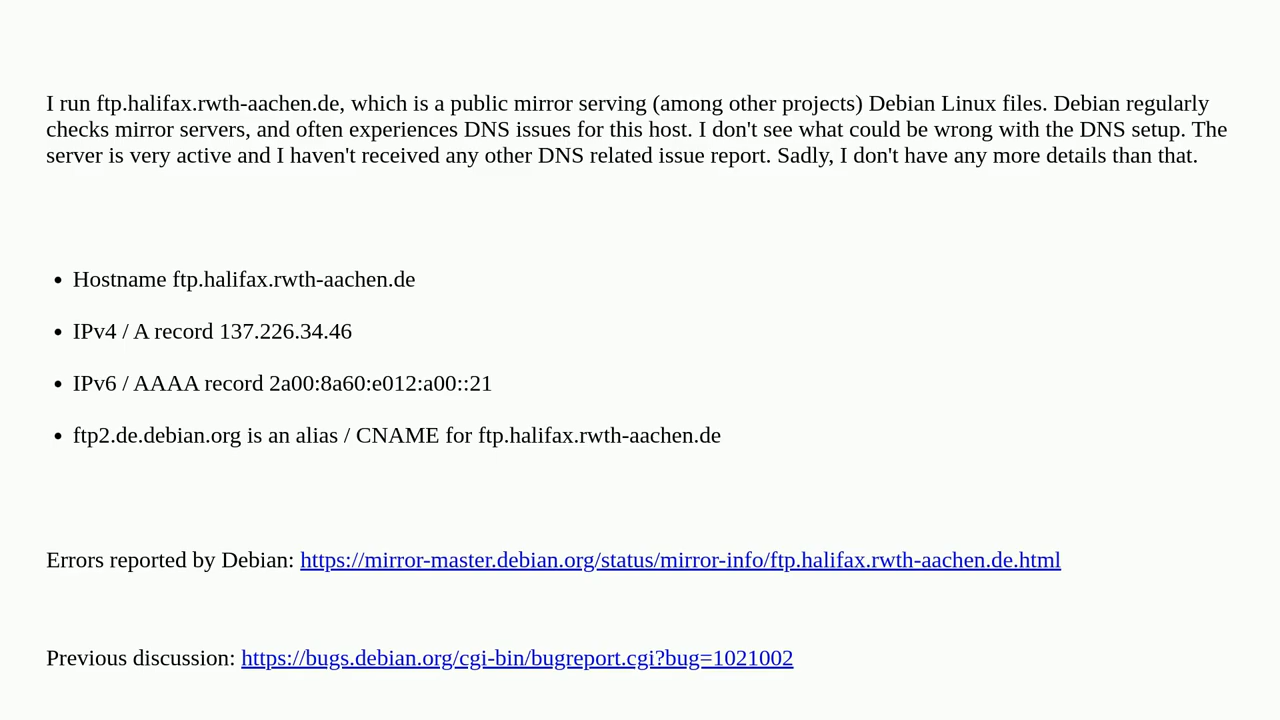 I run ftp.halifax.rwth-aachen.de, which is a public mirror serving (among other projects) Debian Linux files. Debian regularly
checks mirror servers, and often experiences DNS issues for this host. I don't see what could be wrong with the DNS setup. The
server is very active and I haven't received any other DNS related issue report. Sadly, I don't have any more details than that.
• Hostname ftp.halifax.rwth-aachen.de
• IPv4 / A record 137.226.34.46
• IPv6 / AAAA record 2a00:8a60:e012:a00::21
• ftp2.de.debian.org is an alias / CNAME for ftp.halifax.rwth-aachen.de
Errors reported by Debian: https://mirror-master.debian.org/status/mirror-info/ftp.halifax.rwth-aachen.de.html
Previous discussion: https://bugs.debian.org/cgi-bin/bugreport.cgi?bug=1021002